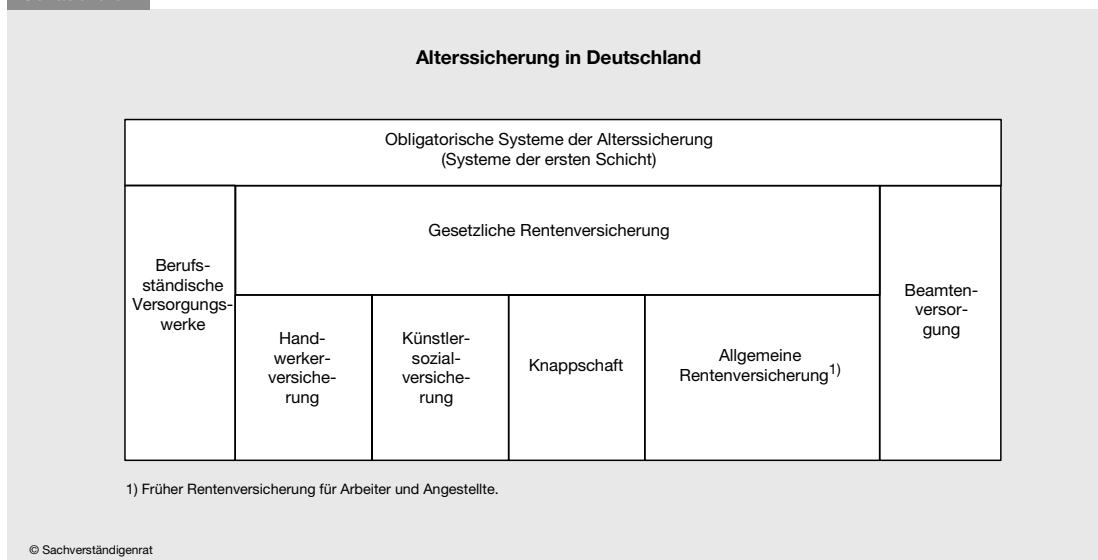 Alterssicherung in Deutschland
Obligatorische Systeme der Alterssicherung
(Systeme der ersten Schicht)
Berufs-
ständische
Versorgungs-
werke
Gesetzliche Rentenversicherung
Hand-
werker-
versiche-
rung
Künstler-
sozial-
versiche-
rung
Knappschaft
Allgemeine
Rentenversicherung1)
Beamten-
versor-
gung
1) Früher Rentenversicherung für Arbeiter und Angestellte.
© Sachverständigenrat